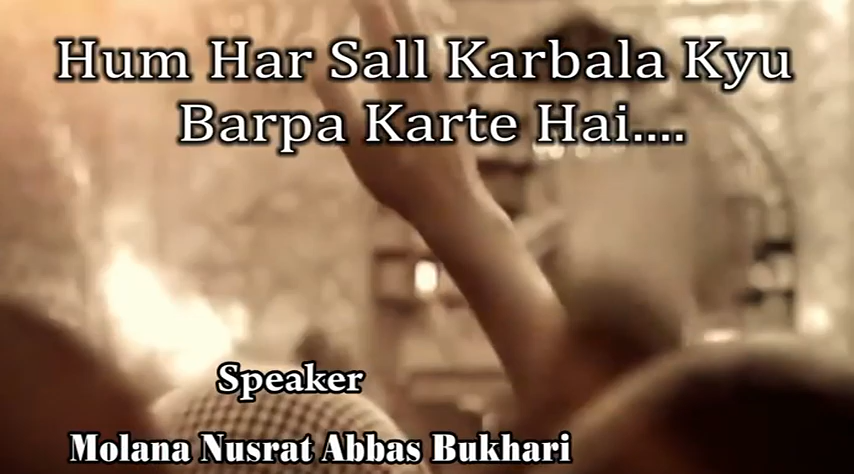 Hum Har Sall Karbala Kyu
Barpa Karte Hai....
Speaker
Molana Nusrat Abbas Bukhari